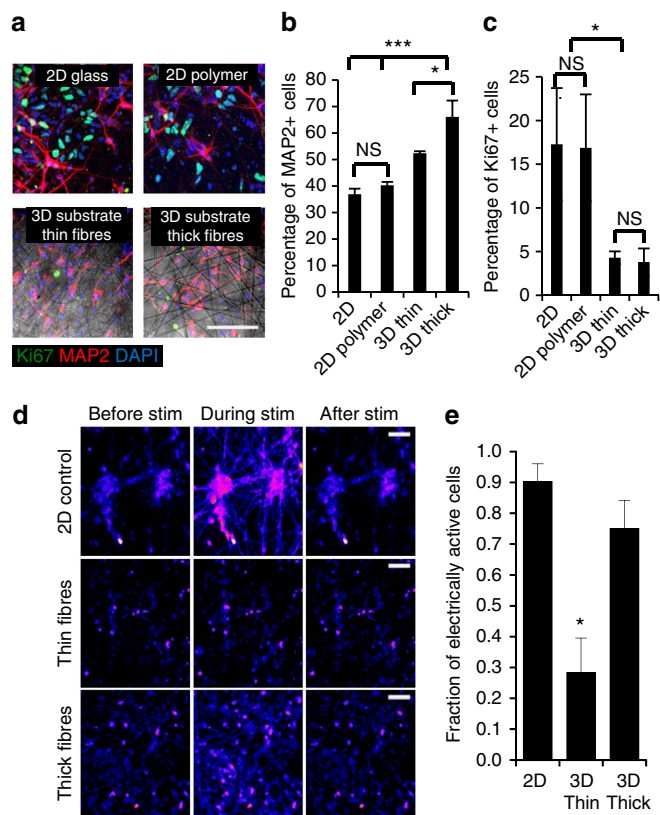 a
2D glass
2D polymer
3D substrate
thin fibres
3D substrate
thick fibres
Ki67 MAP2 DAPI
b
***
*
NS
Percentage of MAP2+ cells
80
70
60
50
40
30
20
10
0
2D
2D polymer
3D thin
3D thick
c
*
NS
NS
Percentage of Ki67+ cells
25
20
15
10
5
0
2D
2D polymer
3D thin
3D thick
d
Before stim
During stim
After stim
2D control
Thin fibres
Thick fibres
e
Fraction of electrically active cells
1.0
0.9
0.8
0.7
0.6
0.5
0.4
0.3
0.2
0.1
0.0
*
2D
3D
Thin
3D
Thick